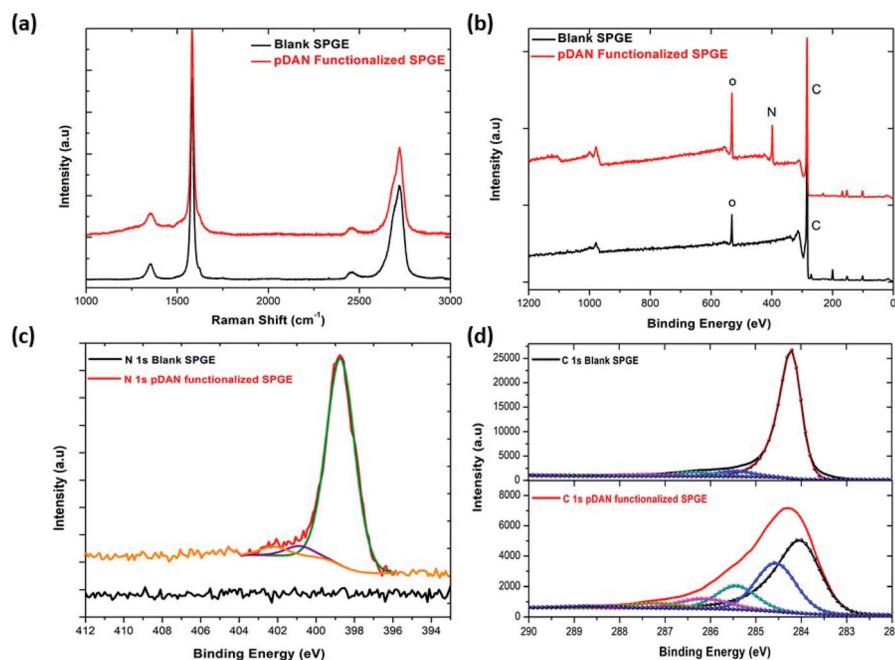 (a)
Blank SPGE
pDAN Functionalized SPGE
Intensity (a.u)
1000 1500 2000 2500 3000
Raman Shift (cm-1)
(b)
Blank SPGE
pDAN Functionalized SPGE
O
N
C
O
C
Intensity (a.u)
1200 1000 800 600 400 200 0
Binding Energy (eV)
(c)
N 1s Blank SPGE
N 1s pDAN functionalized SPGE
Intensity (a.u)
412 410 408 406 404 402 400 398 396 394
Binding Energy (eV)
(d)
C 1s Blank SPGE
25000
20000
15000
10000
5000
0
C 1s pDAN functionalized SPGE
8000
6000
4000
2000
0
Intensity (a.u)
290 288 287 286 285 284 283 28
Binding Energy (eV)